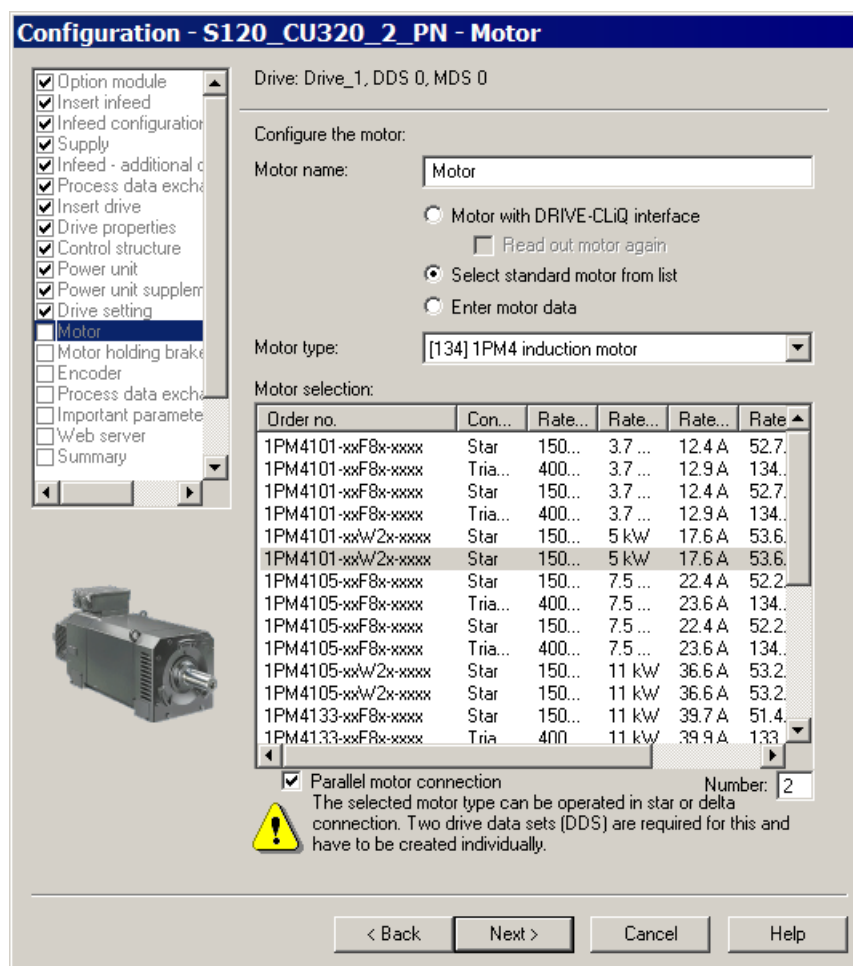 Configuration - S120_CU320_2_PN - Motor
Option module
Insert infeed
Infeed configuration
Supply
Infeed - additional d
Process data excha
Insert drive
Drive properties
Control structure
Power unit
Power unit supplem
Drive setting
Motor
Motor holding brake
Encoder
Process data excha
Important paramete
Web server
Summary
Drive: Drive_1, DDS 0, MDS 0
Configure the motor:
Motor name: Motor
Motor with DRIVE-CLiQ interface
Read out motor again
Select standard motor from list
Enter motor data
Motor type: [134] 1PM4 induction motor
Motor selection:
Order no. Con... Rate... Rate... Rate... Rate
1PM4101-xxF8x-xxxx Star 150... 3.7 ... 12.4 A 52.7.
1PM4101-xxF8x-xxxx Tria... 400... 3.7 ... 12.9 A 134..
1PM4101-xxF8x-xxxx Star 150... 3.7 ... 12.4 A 52.7.
1PM4101-xxF8x-xxxx Tria... 400... 3.7 ... 12.9 A 134..
1PM4101-xxW2x-xxxx Star 150... 5 kW 17.6 A 53.6.
1PM4101-xxW2x-xxxx Star 150... 5 kW 17.6 A 53.6.
1PM4105-xxF8x-xxxx Star 150... 7.5 ... 22.4 A 52.2.
1PM4105-xxF8x-xxxx Tria... 400... 7.5 ... 23.6 A 134..
1PM4105-xxF8x-xxxx Star 150... 7.5 ... 22.4 A 52.2.
1PM4105-xxF8x-xxxx Tria... 400... 7.5 ... 23.6 A 134..
1PM4105-xxW2x-xxxx Star 150... 11 kW 36.6 A 53.2.
1PM4105-xxW2x-xxxx Star 150... 11 kW 36.6 A 53.2.
1PM4133-xxF8x-xxxx Star 150... 11 kW 39.7 A 51.4.
1PM4133-xxF8x-xxxx Tria 400 11 kW 39.9 A 133
Parallel motor connection Number: 2
The selected motor type can be operated in star or delta
connection. Two drive data sets (DDS) are required for this and
have to be created individually.
< Back Next > Cancel Help